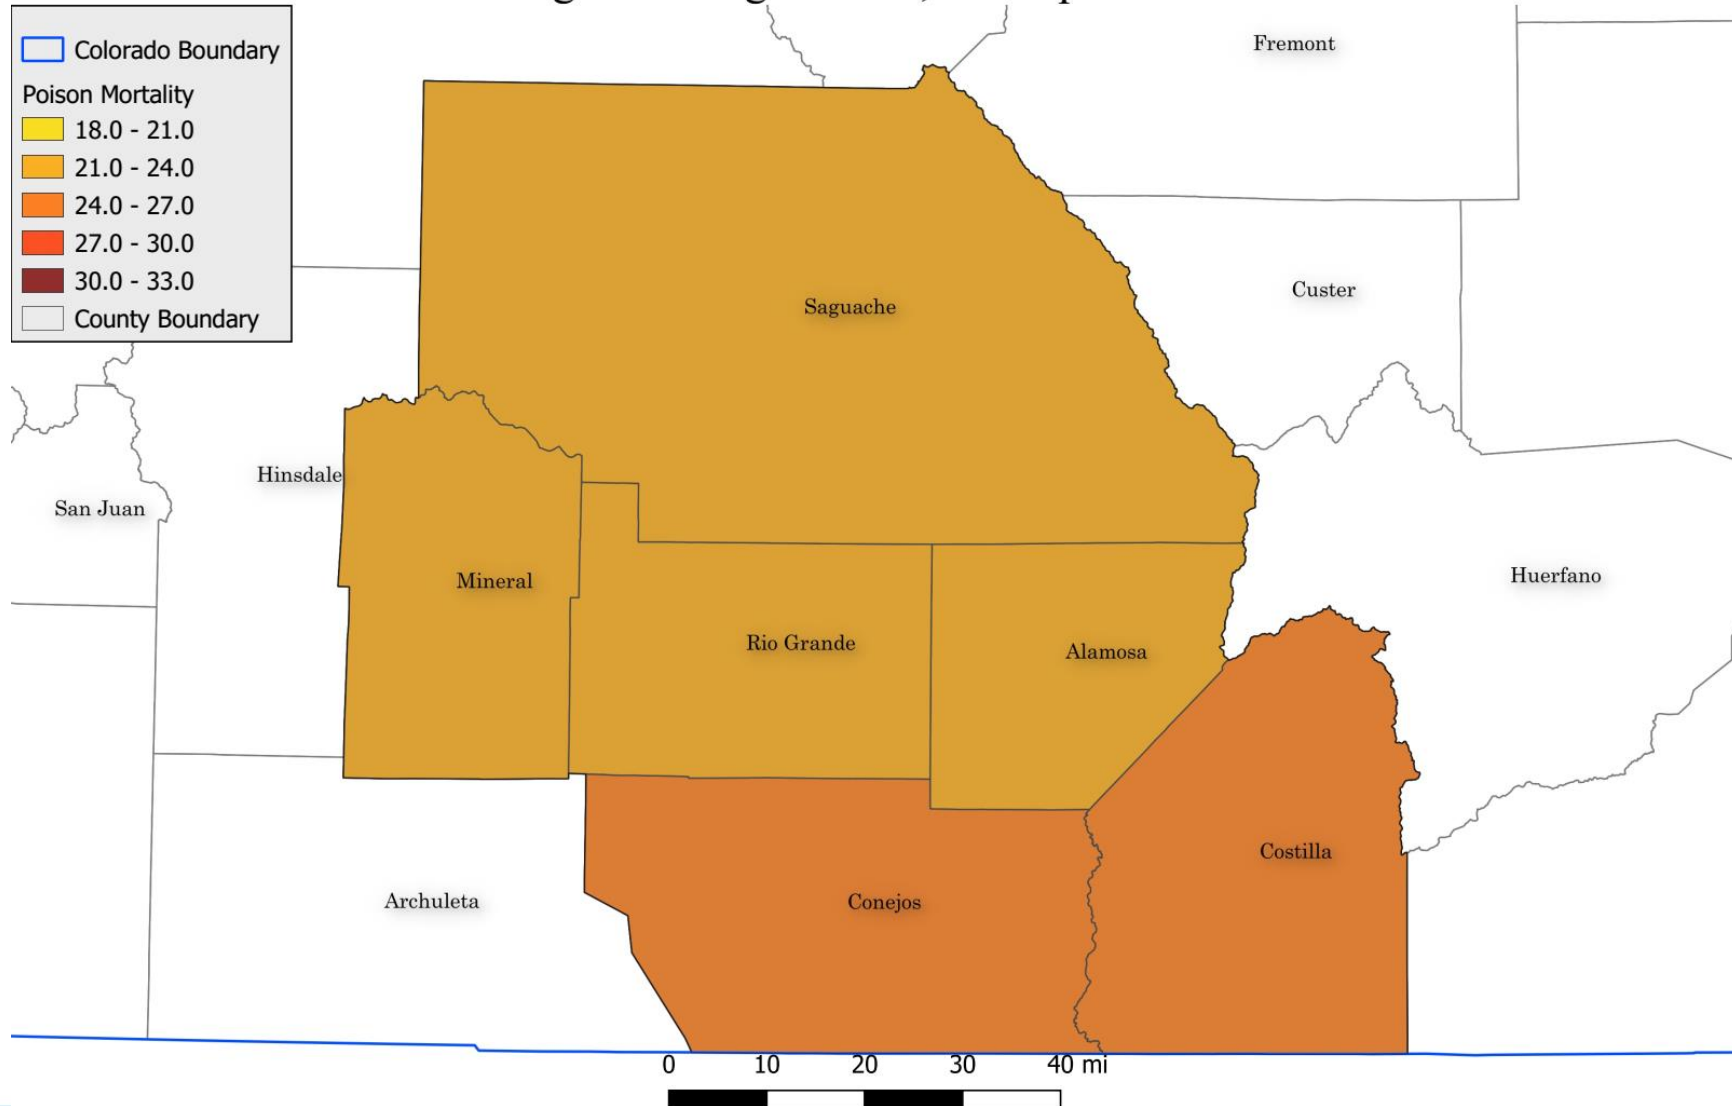 Colorado Boundary
Poison Mortality
18.0 - 21.0
21.0 - 24.0
24.0 - 27.0
27.0 - 30.0
30.0 - 33.0
County Boundary
Fremont
Saguache
Custer
Hinsdale
San Juan
Mineral
Huerfano
Rio Grande
Alamosa
Costilla
Archuleta
Conejos
0 10 20 30 40 mi